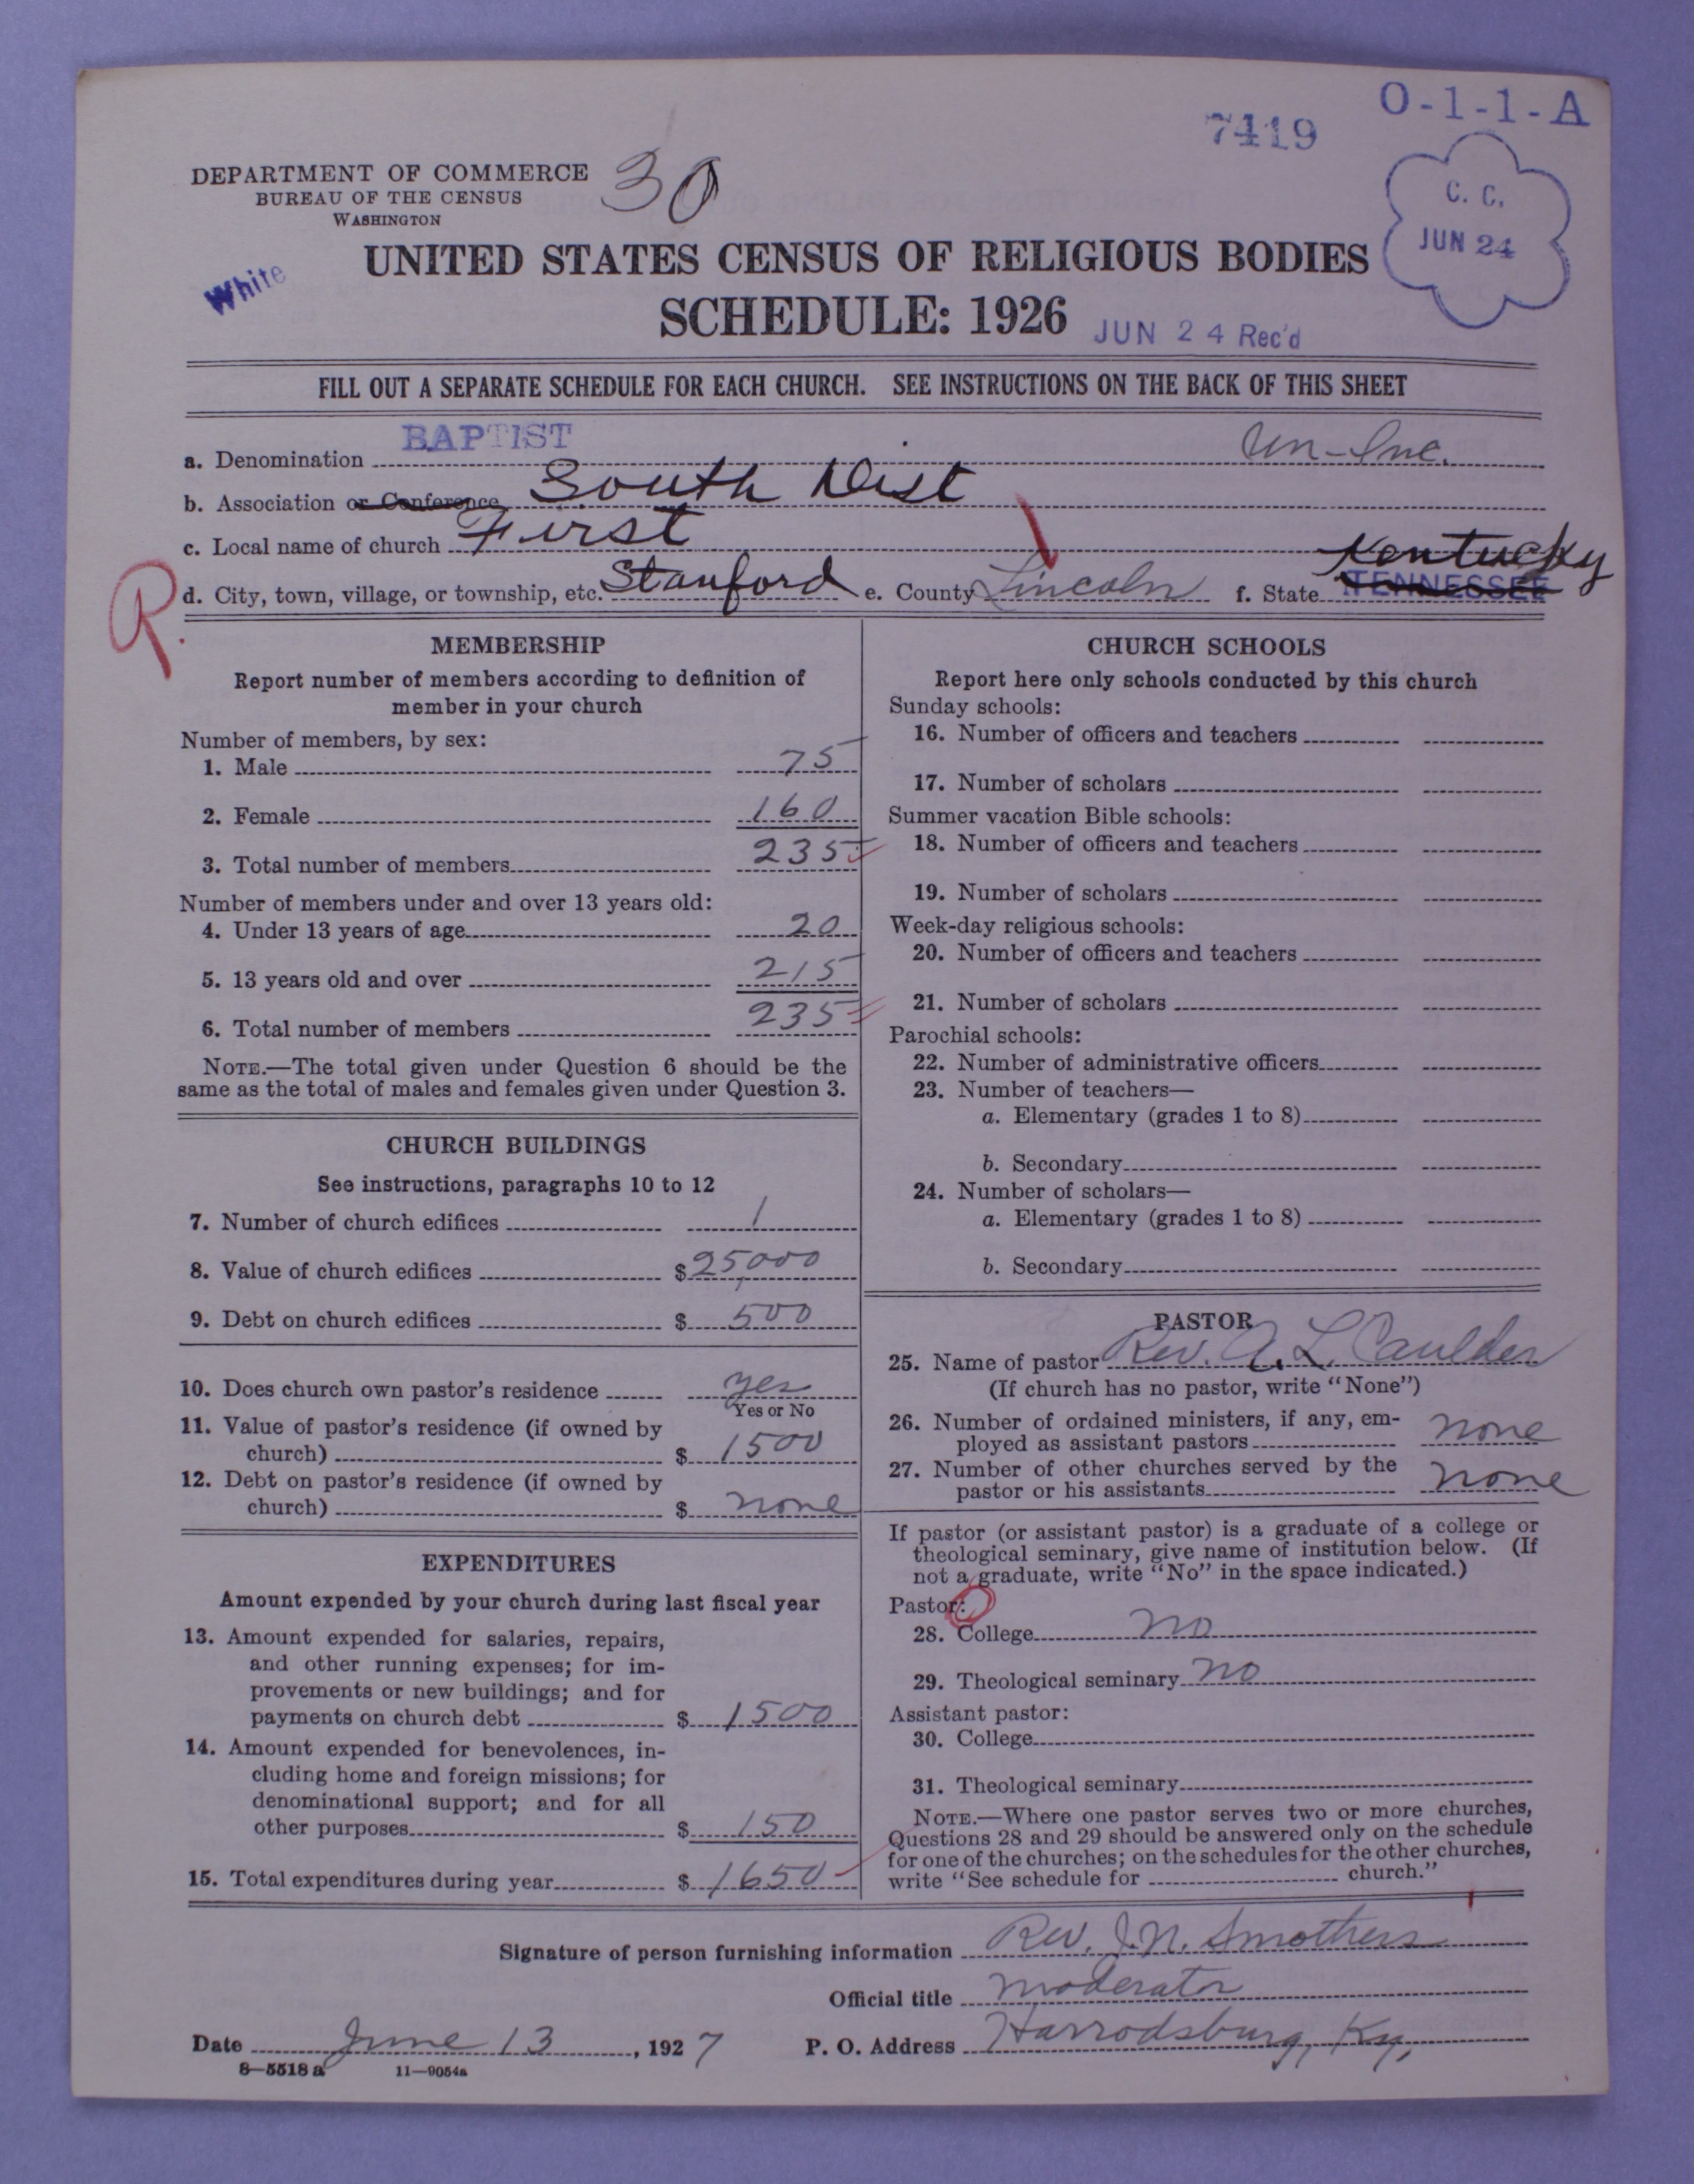 O-1-1-A
7419
DEPARTMENT OF COMMERCE
BUREAU OF THE CENSUS
WASHINGTON
30
C. C.
JUN 24
White
UNITED STATES CENSUS OF RELIGIOUS BODIES
SCHEDULE: 1926
JUN 24 Rec'd
FILL OUT A SEPARATE SCHEDULE FOR EACH CHURCH. SEE INSTRUCTIONS ON THE BACK OF THIS SHEET
a. Denomination BAPTIST Un-Inc.
b. Association or Conference South Dist
c. Local name of church First
R.
d. City, town, village, or township, etc. Stanford e. County Lincoln f. State TENNESSEE Kentucky
MEMBERSHIP
Report number of members according to definition of
member in your church
Number of members, by sex:
1. Male 75
2. Female 160
3. Total number of members 235
Number of members under and over 13 years old:
4. Under 13 years of age 20
5. 13 years old and over 215
6. Total number of members 235
NOTE.—The total given under Question 6 should be the
same as the total of males and females given under Question 3.
CHURCH BUILDINGS
See instructions, paragraphs 10 to 12
7. Number of church edifices 1
8. Value of church edifices $ 25,000
9. Debt on church edifices $ 500
10. Does church own pastor's residence yes
Yes or No
11. Value of pastor's residence (if owned by
church) $ 1500
12. Debt on pastor's residence (if owned by
church) $ none
EXPENDITURES
Amount expended by your church during last fiscal year
13. Amount expended for salaries, repairs,
and other running expenses; for im-
provements or new buildings; and for
payments on church debt $ 1500
14. Amount expended for benevolences, in-
cluding home and foreign missions; for
denominational support; and for all
other purposes $ 150
15. Total expenditures during year $ 1650
CHURCH SCHOOLS
Report here only schools conducted by this church
Sunday schools:
16. Number of officers and teachers
17. Number of scholars
Summer vacation Bible schools:
18. Number of officers and teachers
19. Number of scholars
Week-day religious schools:
20. Number of officers and teachers
21. Number of scholars
Parochial schools:
22. Number of administrative officers
23. Number of teachers—
a. Elementary (grades 1 to 8)
b. Secondary
24. Number of scholars—
a. Elementary (grades 1 to 8)
b. Secondary
PASTOR
25. Name of pastor Rev. A. L. Caulder
(If church has no pastor, write "None")
26. Number of ordained ministers, if any, em-
ployed as assistant pastors none
27. Number of other churches served by the
pastor or his assistants none
If pastor (or assistant pastor) is a graduate of a college or
theological seminary, give name of institution below. (If
not a graduate, write "No" in the space indicated.)
Pastor:
28. College no
29. Theological seminary no
Assistant pastor:
30. College
31. Theological seminary
NOTE.—Where one pastor serves two or more churches,
Questions 28 and 29 should be answered only on the schedule
for one of the churches; on the schedules for the other churches,
write "See schedule for church."
Signature of person furnishing information Rev. J. N. Smothers
Official title moderator
Date June 13, 1927 P. O. Address Harrodsburg, Ky,
8—5518 a 11—9054a